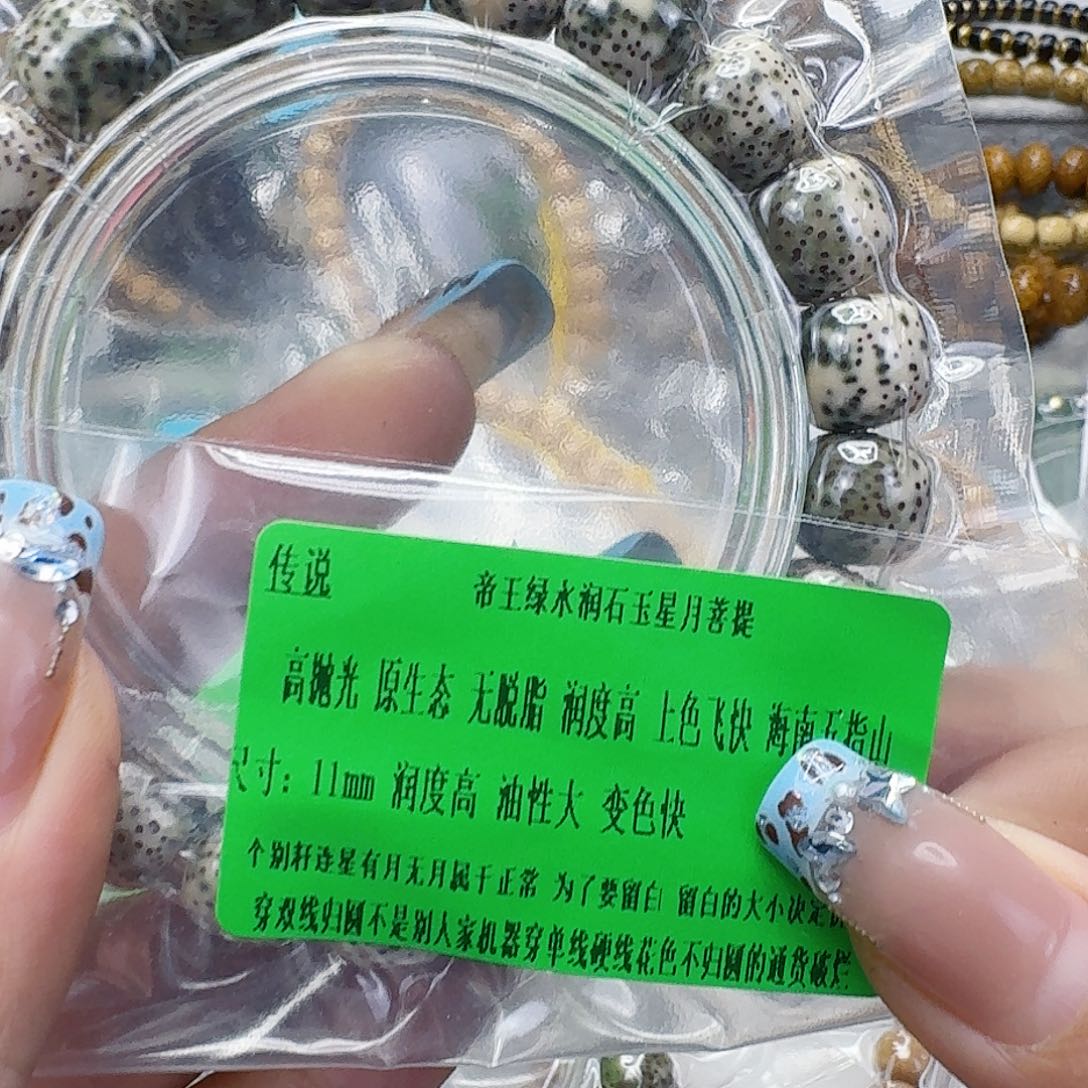 传说
帝王绿水润石玉星月菩提
高抛光 原生态 无脱脂 润度高 上色飞快 海南五指山
尺寸：11mm 润度高 油性大 变色快
个别轩连星有月无月属于正常 为了要留白 留白的大小决定
穿双线归圆不是别人家机器穿单线硬线花色不归圆的通货破烂